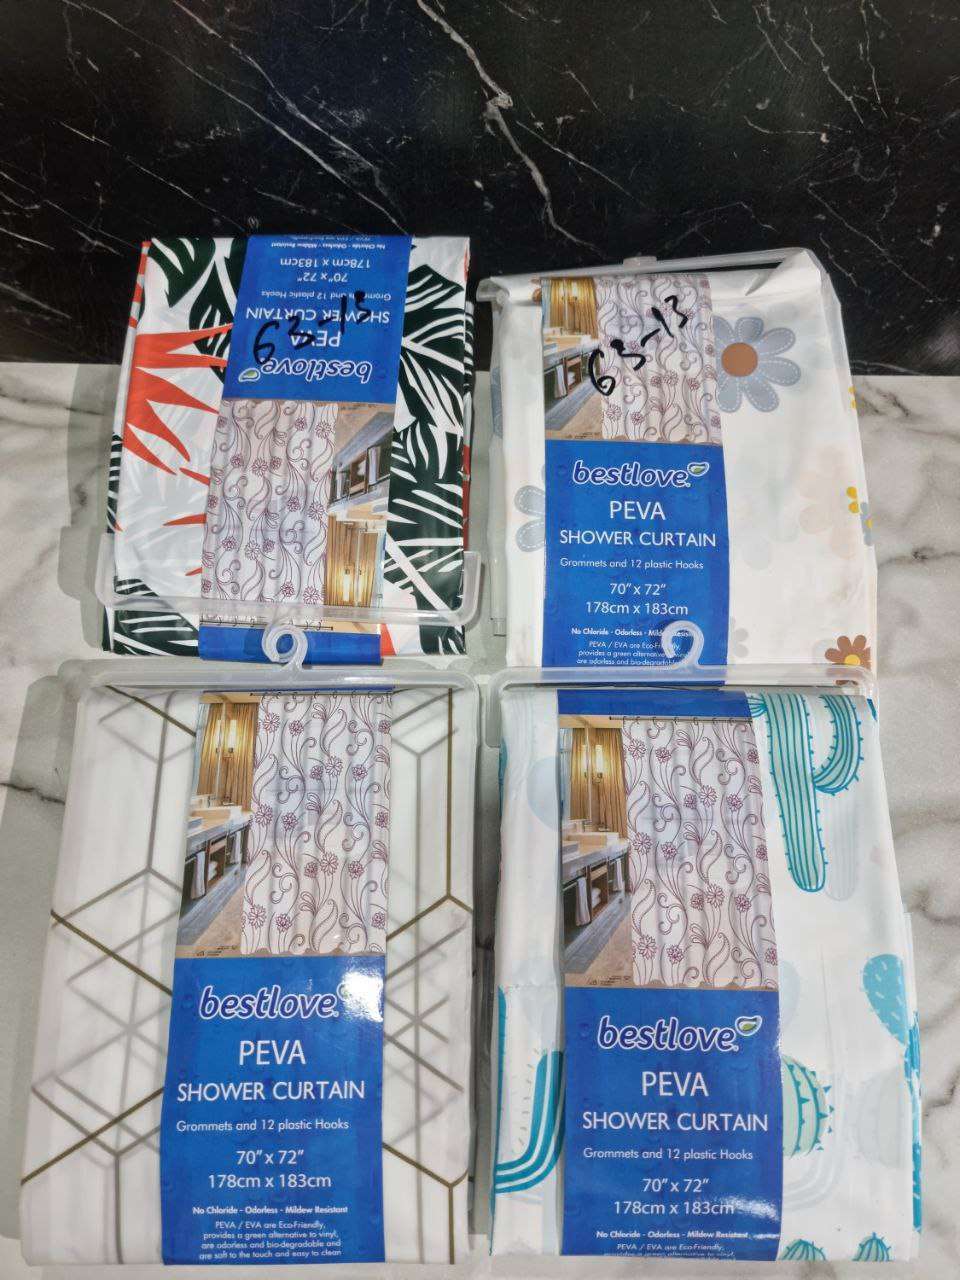 No Chloride - Odorless - Mildew Resistant
178cm x 183cm
70" x 72"
Grommets and 12 plastic Hooks
SHOWER CURTAIN
PEVA
bestlove
63-13
63-13
bestlove
PEVA
SHOWER CURTAIN
Grommets and 12 plastic Hooks
70" x 72"
178cm x 183cm
No Chloride - Odorless - Mildew Resistant
PEVA / EVA are Eco-Friendly,
provides a green alternative to vinyl,
are odorless and bio-degradable
bestlove
PEVA
SHOWER CURTAIN
Grommets and 12 plastic Hooks
70" x 72"
178cm x 183cm
No Chloride - Odorless - Mildew Resistant
PEVA / EVA are Eco-Friendly,
provides a green alternative to vinyl,
are odorless and bio-degradable and
are soft to the touch and easy to clean
bestlove
PEVA
SHOWER CURTAIN
Grommets and 12 plastic Hooks
70" x 72"
178cm x 183cm
No Chloride - Odorless - Mildew Resistant
PEVA / EVA are Eco-Friendly,